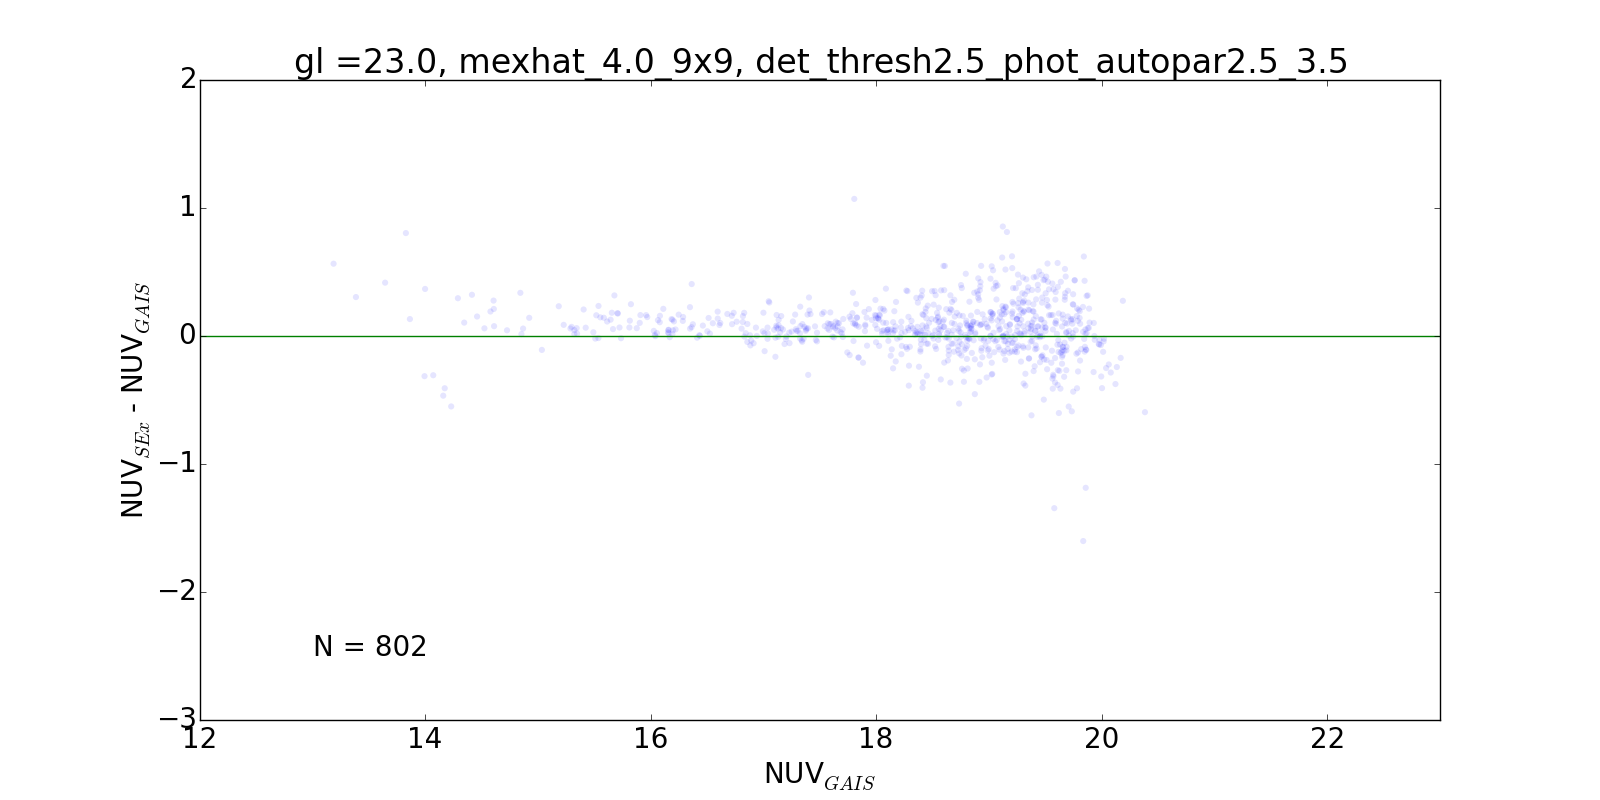 gl =23.0, mexhat_4.0_9x9, det_thresh2.5_phot_autopar2.5_3.5
2
1
0
−1
−2
−3
NUV_SEx - NUV_GAIS
N = 802
12 14 16 18 20 22
NUV_GAIS